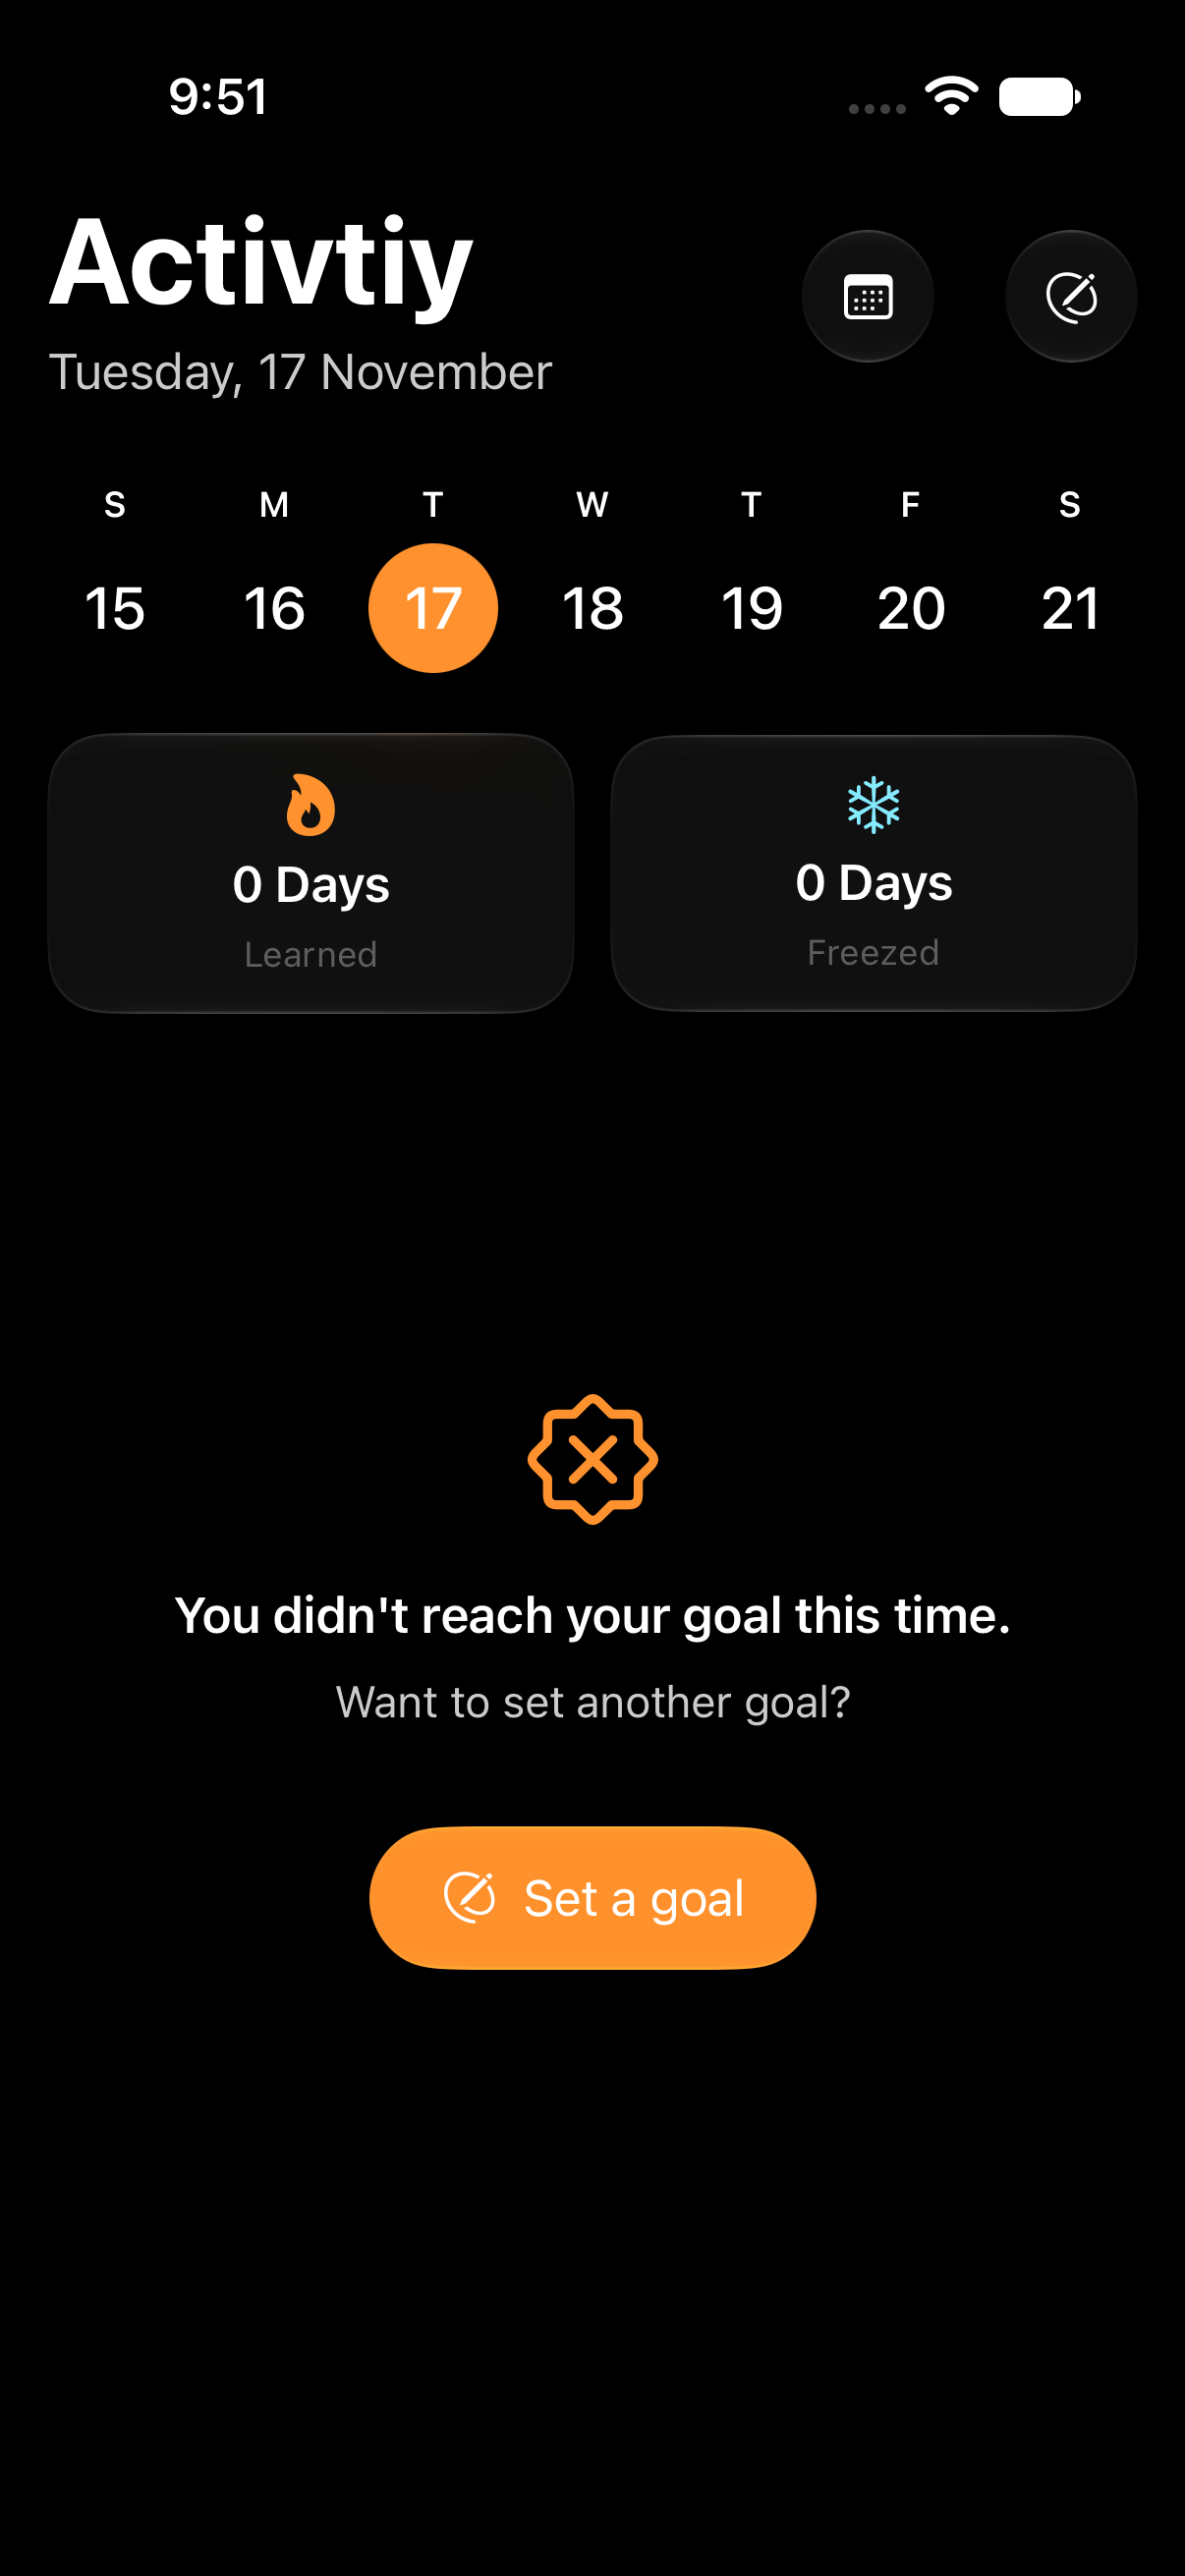 9:51
Activtiy
Tuesday, 17 November
S M T W T F S
15 16 17 18 19 20 21
0 Days 0 Days
Learned Freezed
You didn't reach your goal this time.
Want to set another goal?
Set a goal